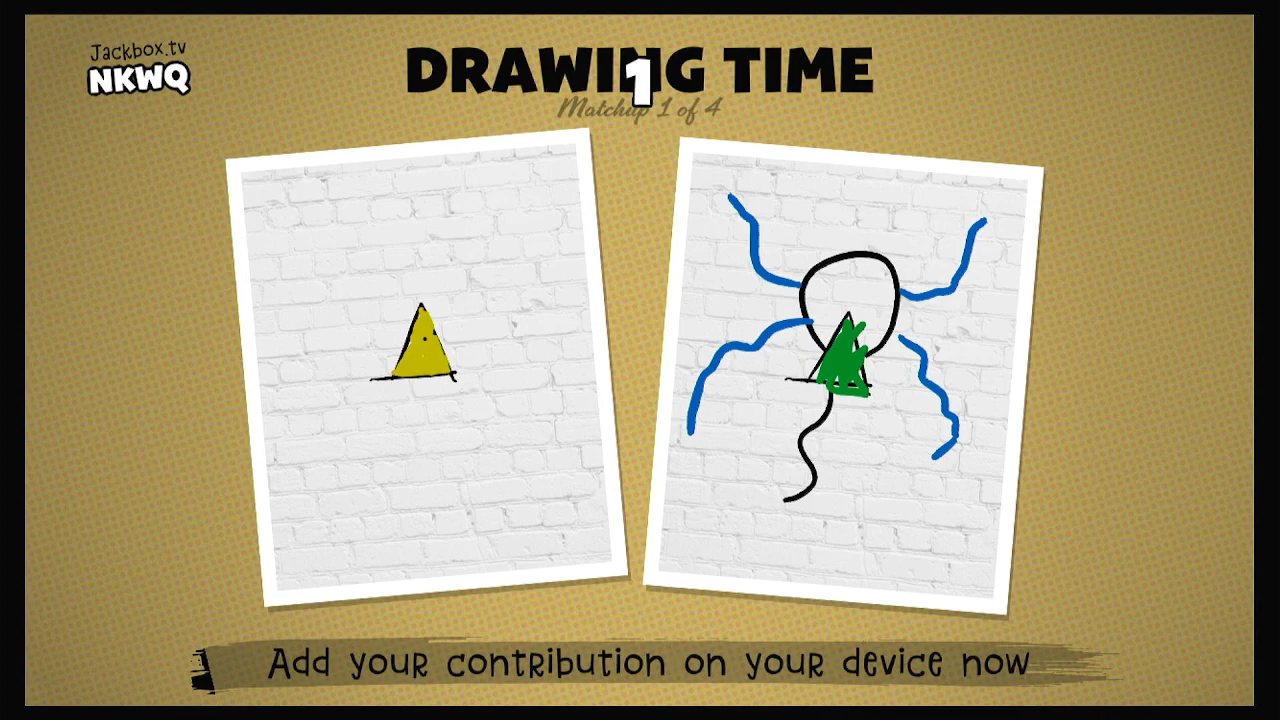 Jackbox.tv
NKWQ
DRAWING TIME
1
Matchup 1 of 4
Add your contribution on your device now